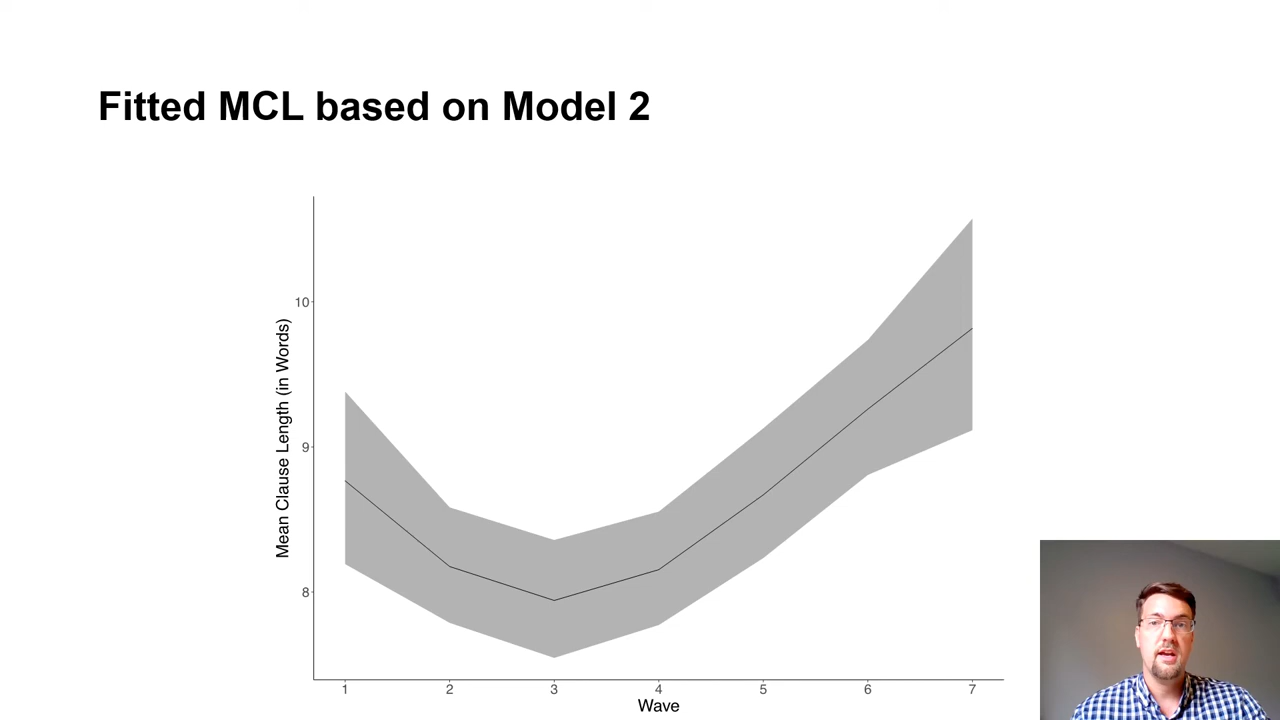 Fitted MCL based on Model 2
Mean Clause Length (in Words)
10
9
8
1 2 3 4 5 6 7
Wave